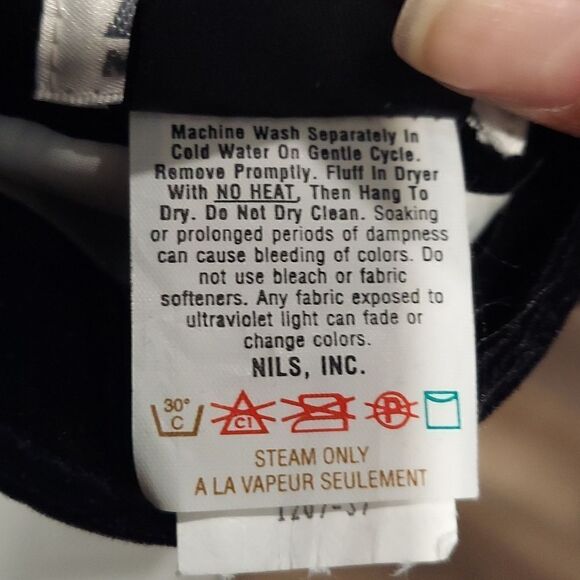 Machine Wash Separately In
Cold Water On Gentle Cycle.
Remove Promptly. Fluff In Dryer
With NO HEAT, Then Hang To
Dry. Do Not Dry Clean. Soaking
or prolonged periods of dampness
can cause bleeding of colors. Do
not use bleach or fabric
softeners. Any fabric exposed to
ultraviolet light can fade or
change colors.
NILS, INC.
30° C Cl P
STEAM ONLY
A LA VAPEUR SEULEMENT